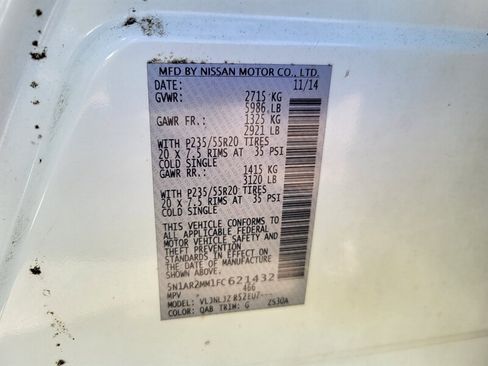 MFD BY NISSAN MOTOR CO., LTD.
DATE: 11/14
GVWR: 2715 KG
5986 LB
GAWR FR.: 1325 KG
2921 LB
WITH P235/55R20 TIRES
20 X 7.5 RIMS AT 35 PSI
COLD SINGLE
GAWR RR.: 1415 KG
3120 LB
WITH P235/55R20 TIRES
20 X 7.5 RIMS AT 35 PSI
COLD SINGLE
THIS VEHICLE CONFORMS TO
ALL APPLICABLE FEDERAL
MOTOR VEHICLE SAFETY AND
THEFT PREVENTION
STANDARDS IN EFFECT ON
THE DATE OF MANUFACTURE
SHOWN ABOVE.
5N1AR2MM1FC621432
MPV 466
MODEL:
COLOR: QAB TRIM: G 2530A